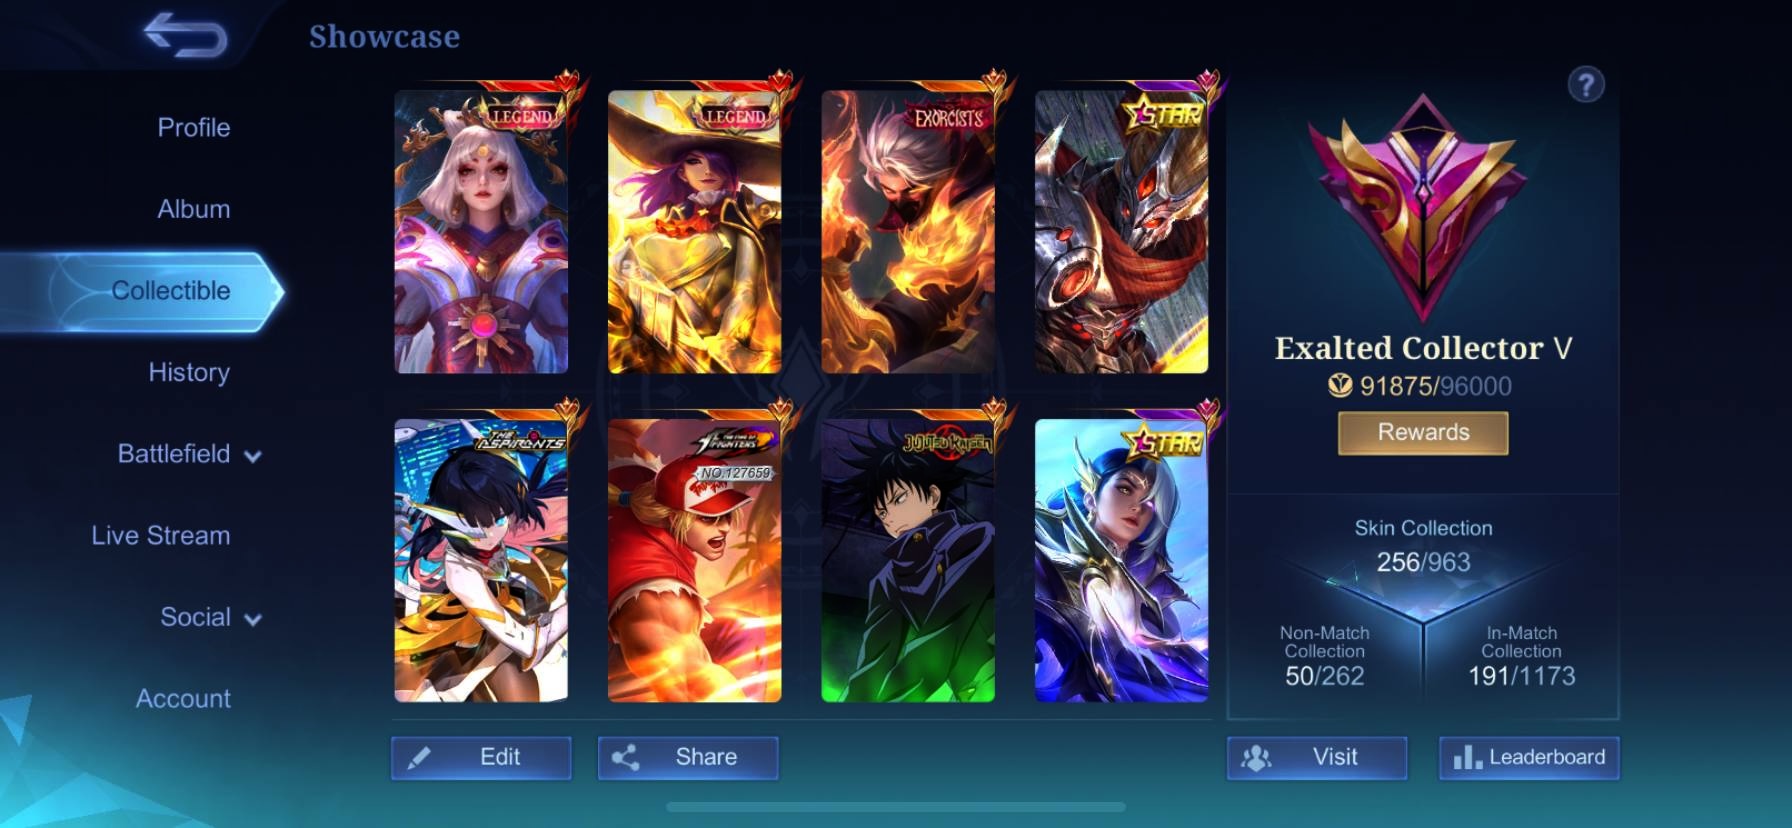 Showcase
?
Profile
Album
Collectible
History
Battlefield
Live Stream
Social
Account
LEGEND
LEGEND
EXORCISTS
STAR
THE ASPIRANTS
THE KING OF FIGHTERS
NO.127659
JUJUTSU KAISEN
STAR
Edit
Share
Exalted Collector V
91875/96000
Rewards
Skin Collection
256/963
Non-Match
Collection
50/262
In-Match
Collection
191/1173
Visit
Leaderboard